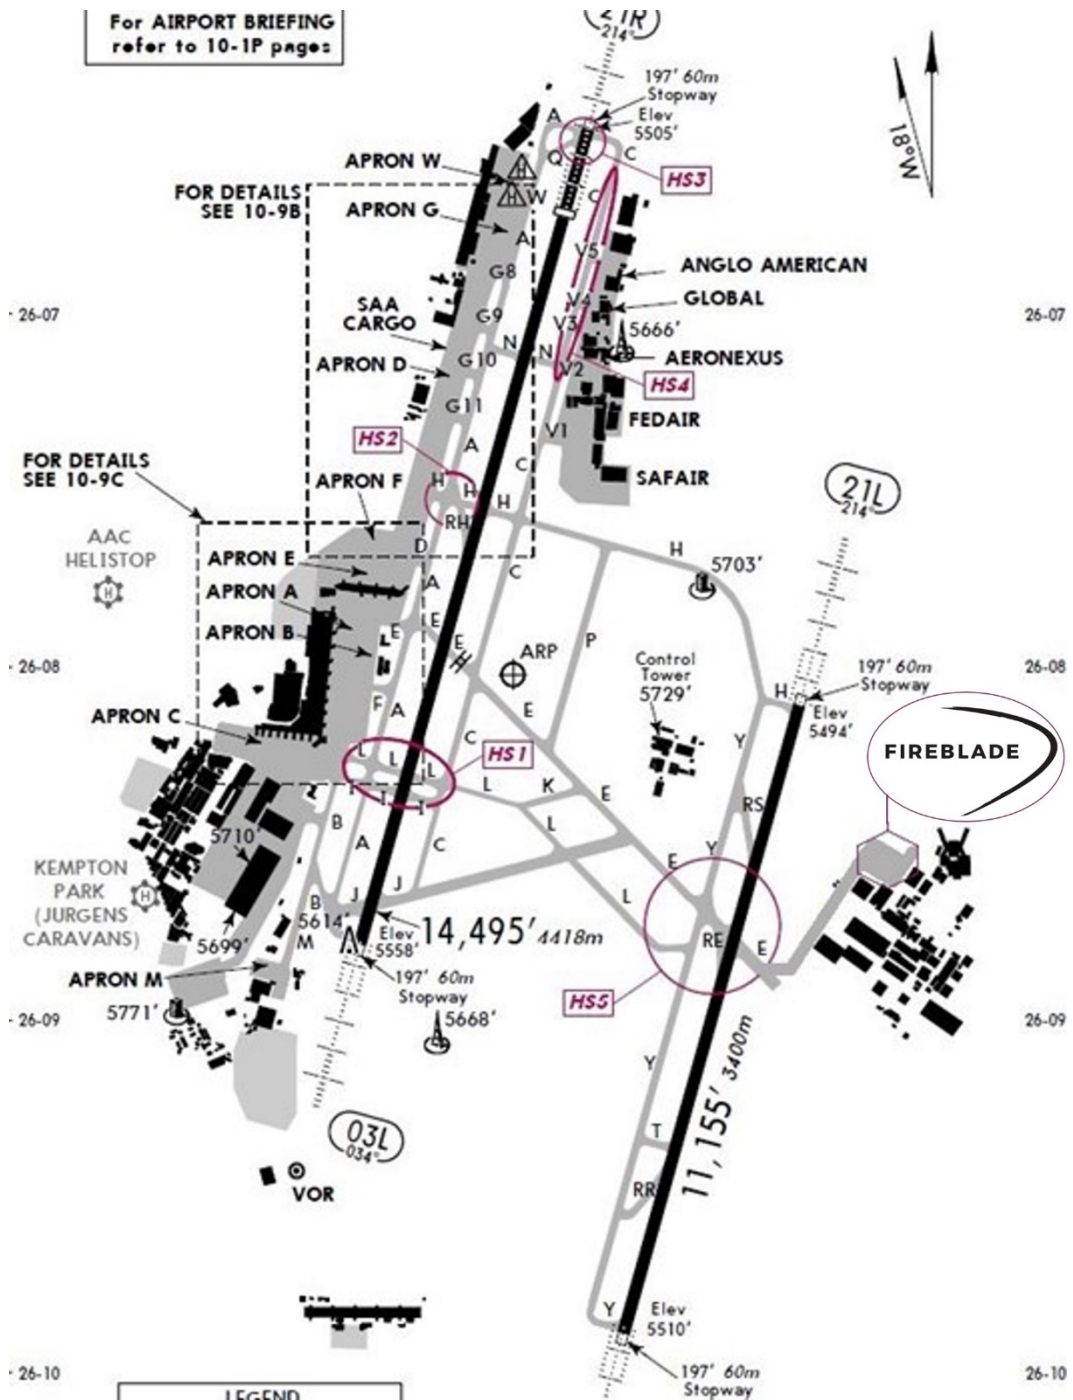 For AIRPORT BRIEFING
refer to 10-1P pages
21R
214°
197' 60m
Stopway
Elev
5505'
18°W
A
Q
C
HS3
APRON W
W
FOR DETAILS
SEE 10-9B
APRON G
A
C
V5
ANGLO AMERICAN
G8
GLOBAL
V4
SAA
CARGO
G9
V3
5666'
26-07
26-07
N
N
AERONEXUS
APRON D
G10
V2
HS4
G11
FEDAIR
HS2
A
V1
FOR DETAILS
SEE 10-9C
C
SAFAIR
21L
214°
APRON F
H
H
H
RH
AAC
HELISTOP
H
D
H
5703'
APRON E
C
APRON A
A
H
APRON B
E
E
E
P
ARP
Control
Tower
5729'
26-08
26-08
197' 60m
Stopway
H
Elev
5494'
F
A
E
APRON C
C
Y
FIREBLADE
L
L
L
HS1
L
K
E
I
I
I
RS
5710'
B
L
A
C
Y
E
KEMPTON
PARK
(JURGENS
CARAVANS)
H
J
J
L
B
5614'
M
Elev
5558'
14,495' 4418m
RE
E
5699'
197' 60m
Stopway
APRON M
HS5
5771'
5668'
26-09
26-09
Y
11,155' 3400m
T
03L
034°
RR
VOR
Y
Elev
5510'
197' 60m
Stopway
26-10
26-10
LEGEND